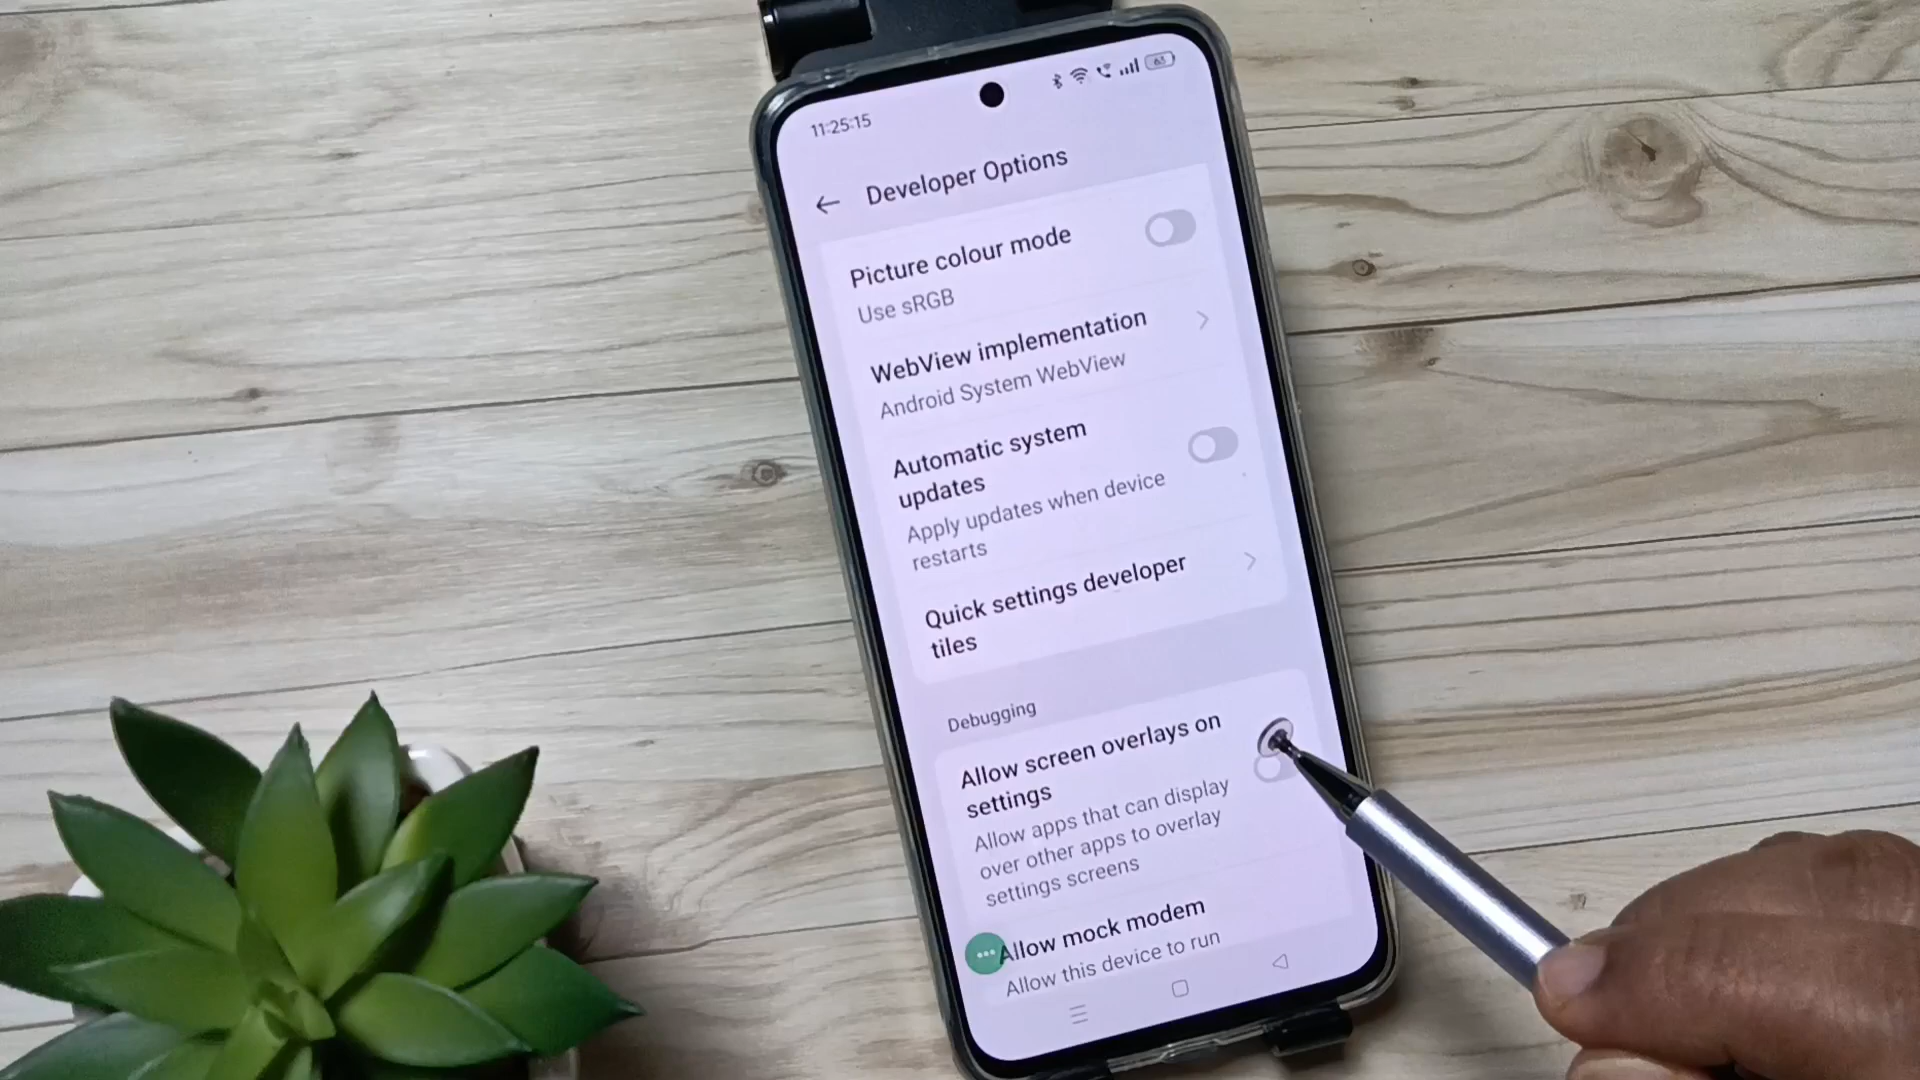 11:25:15
63
Developer Options
Picture colour mode
Use sRGB
WebView implementation
Android System WebView
Automatic system
updates
Apply updates when device
restarts
Quick settings developer
tiles
Debugging
Allow screen overlays on
settings
Allow apps that can display
over other apps to overlay
settings screens
Allow mock modem
Allow this device to run